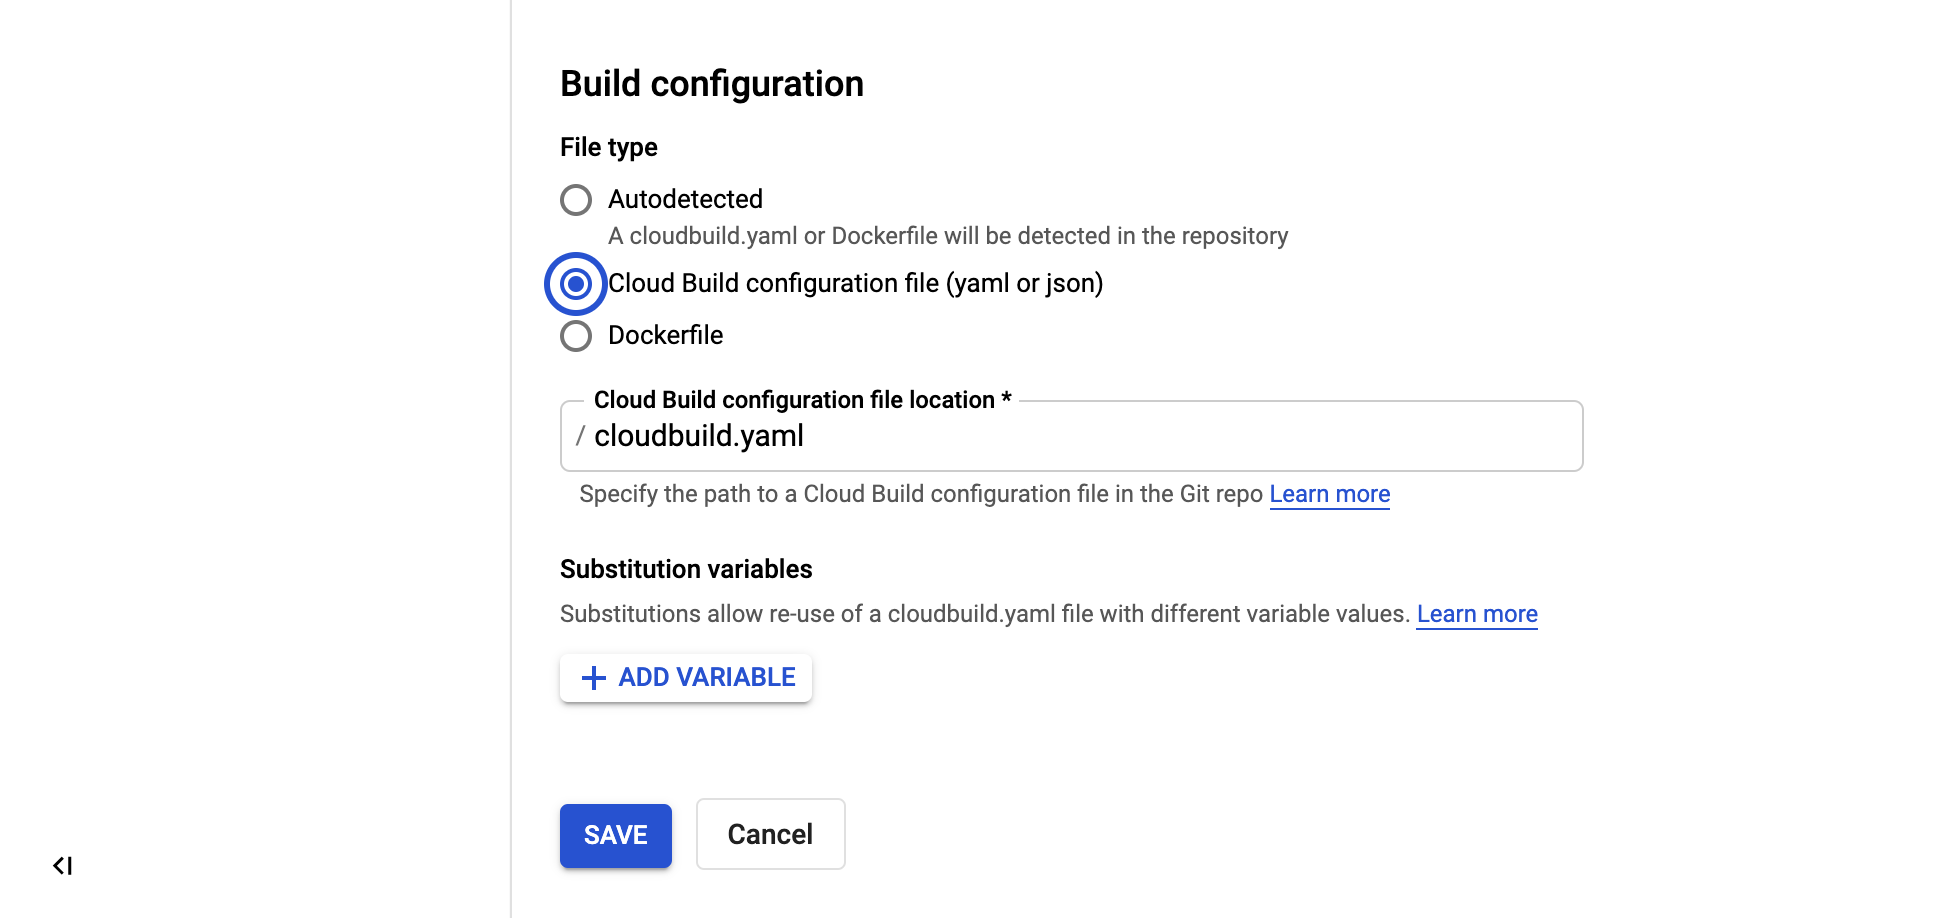 Build configuration
File type
Autodetected
A cloudbuild.yaml or Dockerfile will be detected in the repository
Cloud Build configuration file (yaml or json)
Dockerfile
Cloud Build configuration file location *
/ cloudbuild.yaml
Specify the path to a Cloud Build configuration file in the Git repo Learn more
Substitution variables
Substitutions allow re-use of a cloudbuild.yaml file with different variable values. Learn more
+ ADD VARIABLE
SAVE Cancel